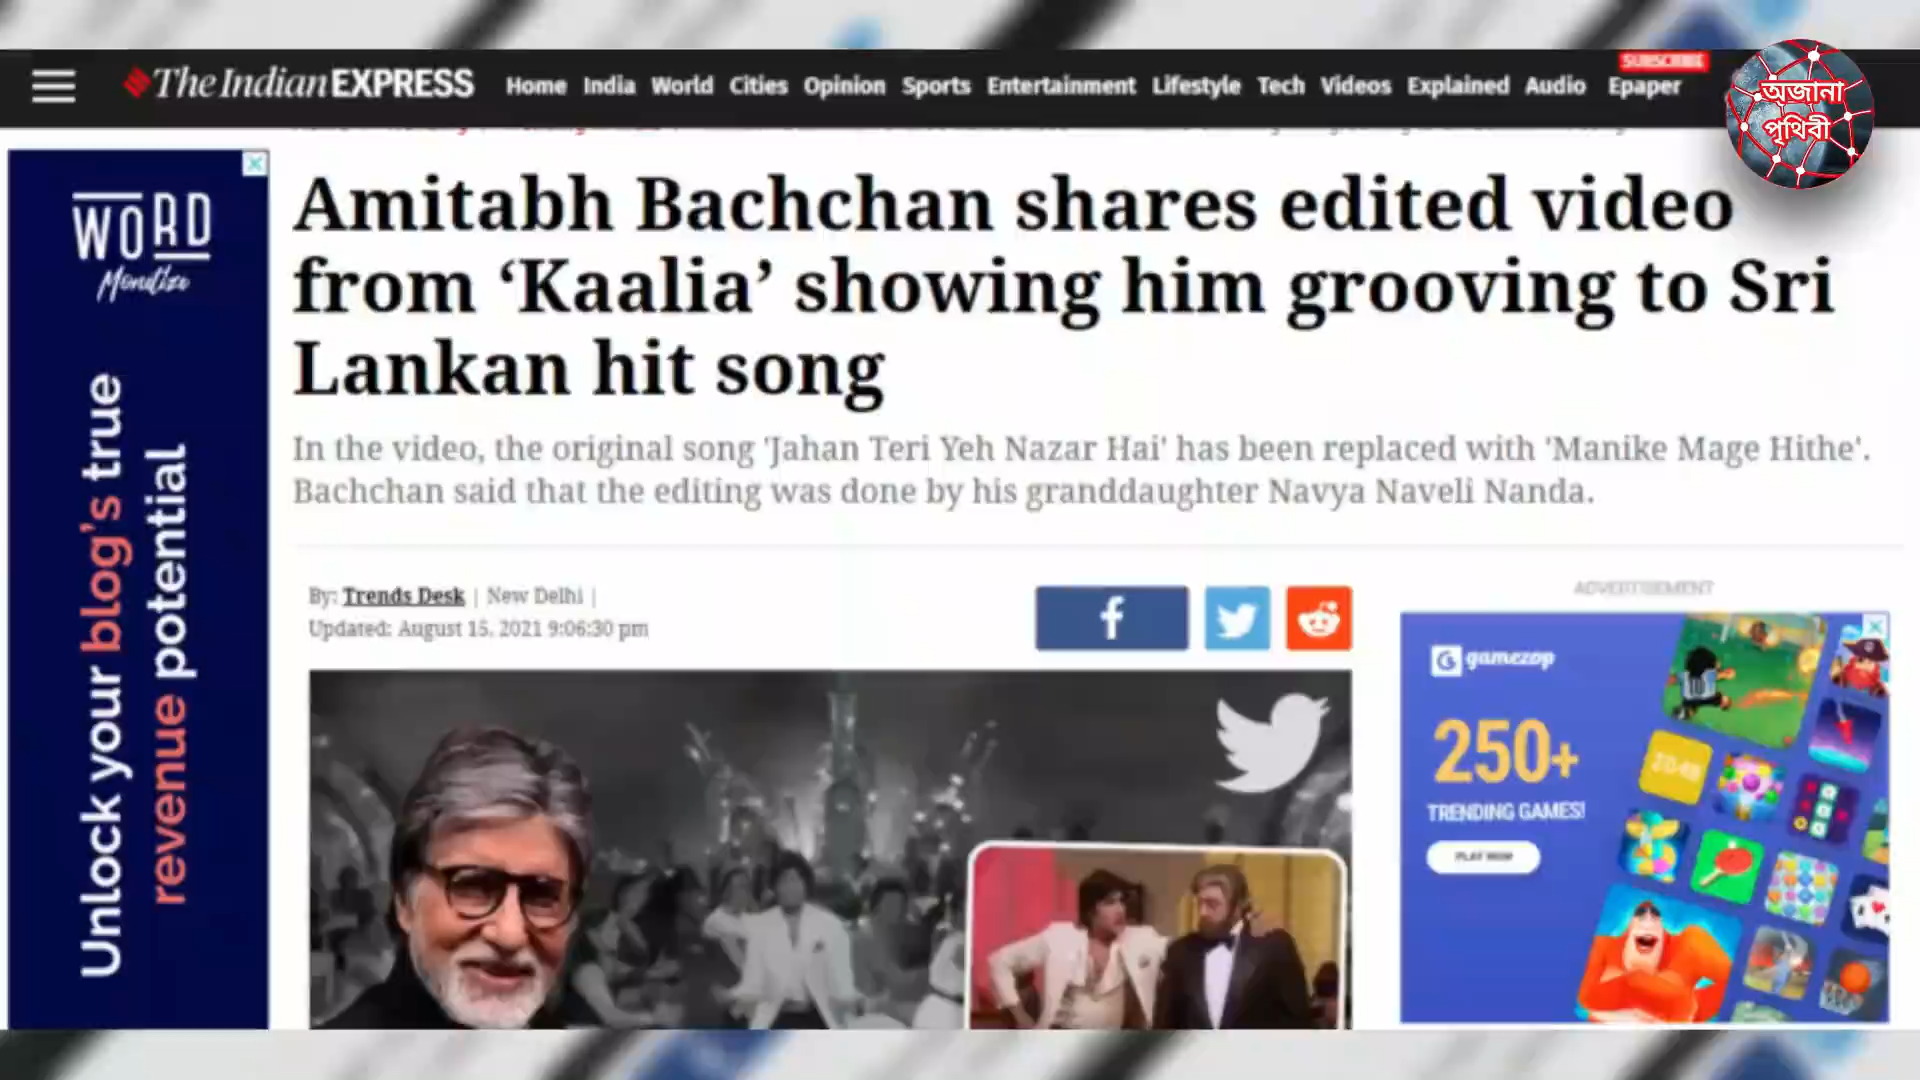 SUBSCRIBE
The Indian EXPRESS Home India World Cities Opinion Sports Entertainment Lifestyle Tech Videos Explained Audio Epaper
অজানা
পৃথিবী
WORD
Monetize
Unlock your blog's true
revenue potential
Amitabh Bachchan shares edited video
from ‘Kaalia’ showing him grooving to Sri
Lankan hit song
In the video, the original song 'Jahan Teri Yeh Nazar Hai' has been replaced with 'Manike Mage Hithe'.
Bachchan said that the editing was done by his granddaughter Navya Naveli Nanda.
By: Trends Desk | New Delhi |
Updated: August 15, 2021 9:06:30 pm
ADVERTISEMENT
gamezop
250+
TRENDING GAMES!
PLAY NOW
2048
10